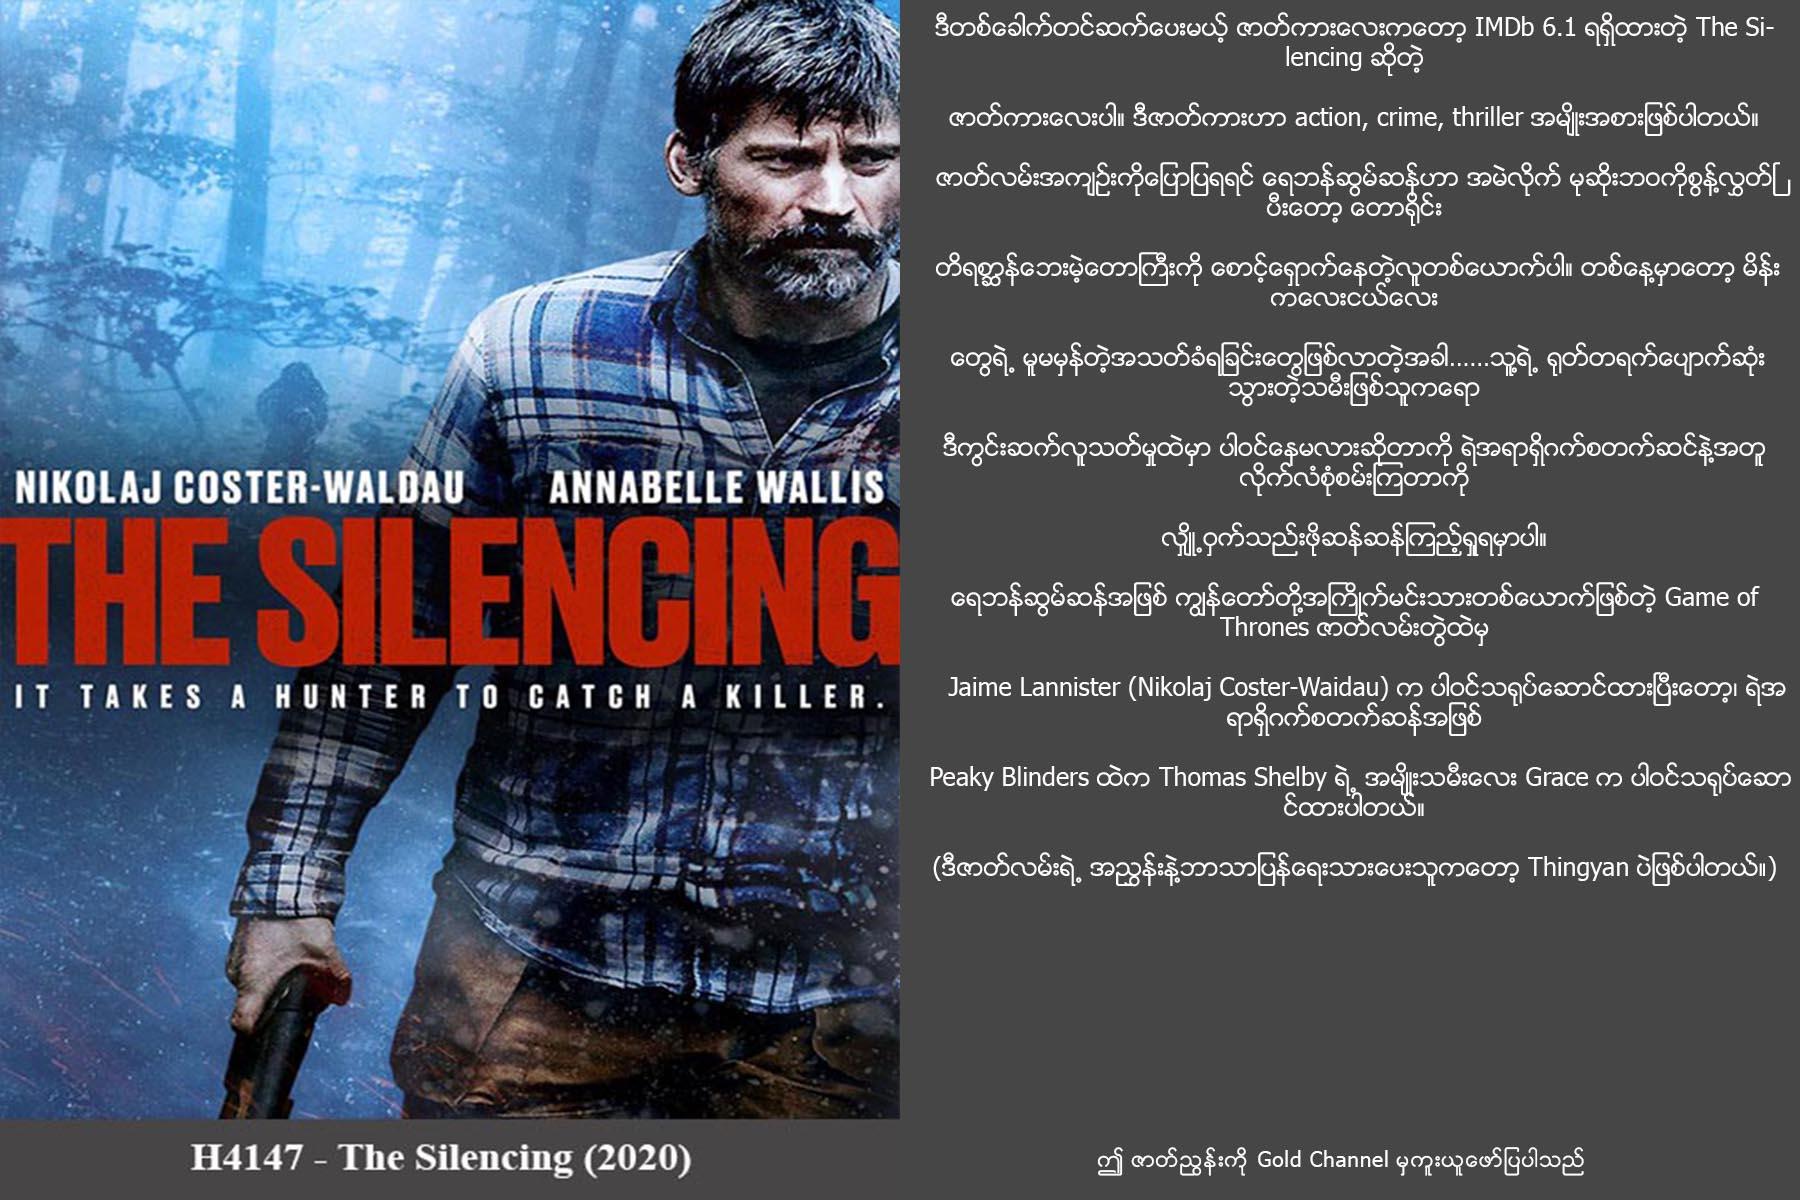 NIKOLAJ COSTER-WALDAU ANNABELLE WALLIS
THE SILENCING
IT TAKES A HUNTER TO CATCH A KILLER.
H4147 - The Silencing (2020)
ဒီတစ်ခေါက်တင်ဆက်ပေးမယ့် ဇာတ်ကားလေးကတော့ IMDb 6.1 ရရှိထားတဲ့ The Si-
lencing ဆိုတဲ့
ဇာတ်ကားလေးပါ။ ဒီဇာတ်ကားဟာ action, crime, thriller အမျိုးအစားဖြစ်ပါတယ်။
ဇာတ်လမ်းအကျဉ်းကိုပြောပြရရင် ရေဘန်ဆွမ်ဆန်ဟာ အမဲလိုက် မုဆိုးဘဝကိုစွန့်လွှတ်ပြ
ပီးတော့ တောရိုင်း
တိရစ္ဆာန်ဘေးမဲ့တောကြီးကို စောင့်ရှောက်နေတဲ့လူတစ်ယောက်ပါ။ တစ်နေ့မှာတော့ မိန်း
ကလေးငယ်လေး
တွေရဲ့ မူမမှန်တဲ့အသတ်ခံရခြင်းတွေဖြစ်လာတဲ့အခါ......သူ့ရဲ့ ရုတ်တရက်ပျောက်ဆုံး
သွားတဲ့သမီးဖြစ်သူကရော
ဒီကွင်းဆက်လူသတ်မှုထဲမှာ ပါဝင်နေမလားဆိုတာကို ရဲအရာရှိဂက်စတက်ဆင်နဲ့အတူ
လိုက်လံစုံစမ်းကြတာကို
လျှို့ဝှက်သည်းဖိုဆန်ဆန်ကြည့်ရှုရမှာပါ။
ရေဘန်ဆွမ်ဆန်အဖြစ် ကျွန်တော်တို့အကြိုက်မင်းသားတစ်ယောက်ဖြစ်တဲ့ Game of
Thrones ဇာတ်လမ်းတွဲထဲမှ
Jaime Lannister (Nikolaj Coster-Waidau) က ပါဝင်သရုပ်ဆောင်ထားပြီးတော့၊ ရဲအ
ရာရှိဂက်စတက်ဆန်အဖြစ်
Peaky Blinders ထဲက Thomas Shelby ရဲ့ အမျိုးသမီးလေး Grace က ပါဝင်သရုပ်ဆော
င်ထားပါတယ်။
(ဒီဇာတ်လမ်းရဲ့ အညွှန်းနဲ့ဘာသာပြန်ရေးသားပေးသူကတော့ Thingyan ပဲဖြစ်ပါတယ်။)
ဤ ဇာတ်ညွှန်းကို Gold Channel မှကူးယူဖော်ပြပါသည်